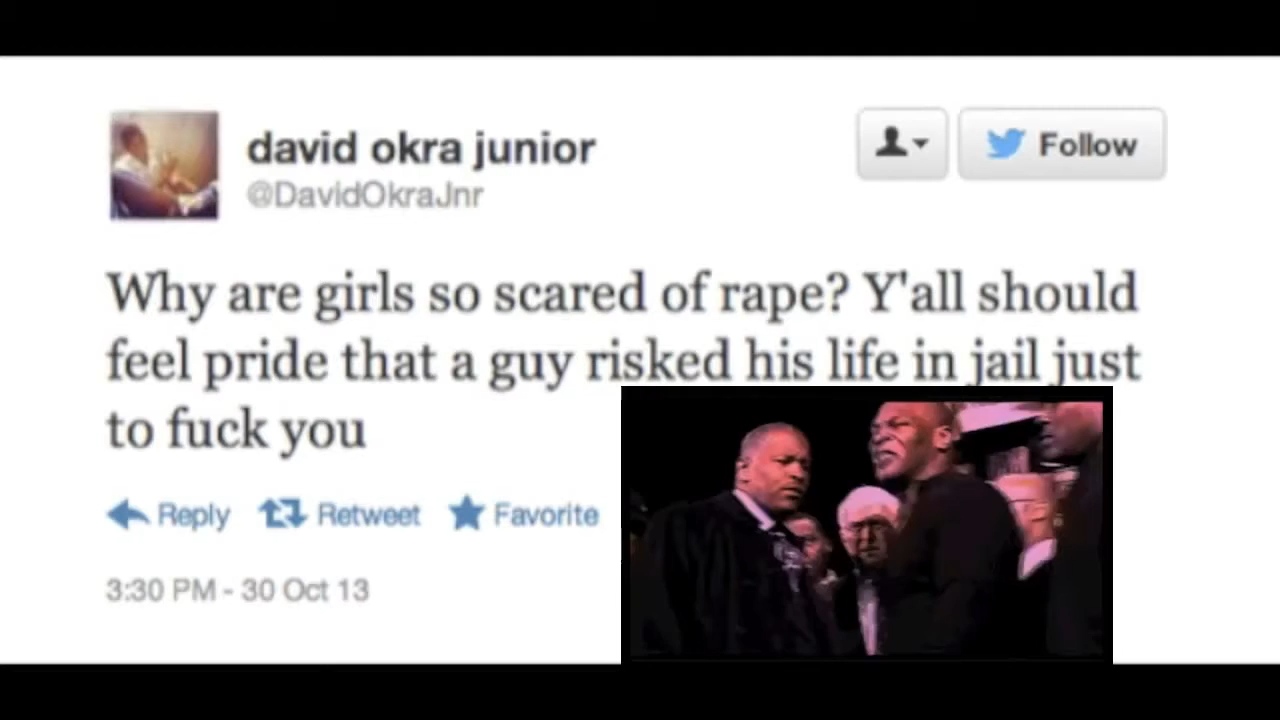 david okra junior
@DavidOkraJnr
Follow
Why are girls so scared of rape? Y'all should
feel pride that a guy risked his life in jail just
to fuck you
Reply Retweet Favorite
3:30 PM - 30 Oct 13